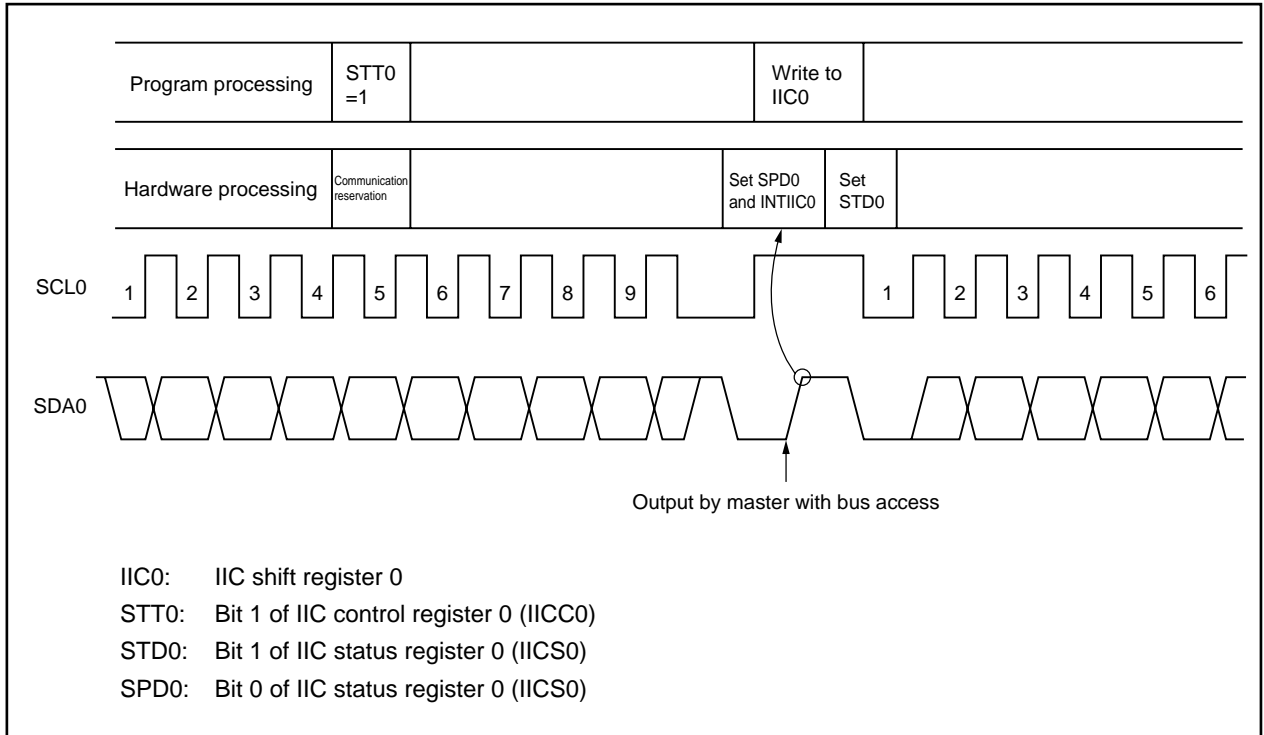 Program processing
STT0
=1
Write to
IIC0
Hardware processing
Communication
reservation
Set SPD0
and INTIIC0
Set
STD0
SCL0
1 2 3 4 5 6 7 8 9 1 2 3 4 5 6
SDA0
Output by master with bus access
IIC0: IIC shift register 0
STT0: Bit 1 of IIC control register 0 (IICC0)
STD0: Bit 1 of IIC status register 0 (IICS0)
SPD0: Bit 0 of IIC status register 0 (IICS0)